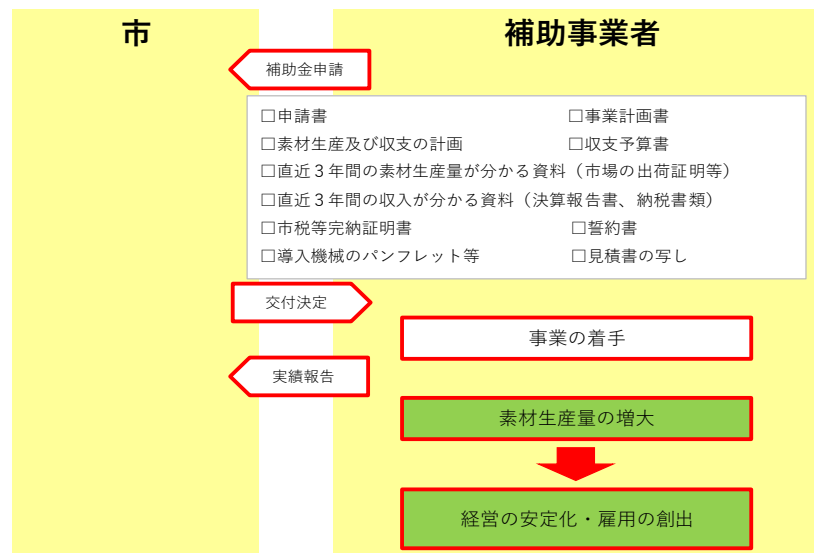 市
補助事業者
補助金申請
□申請書 □事業計画書
□素材生産及び収支の計画 □収支予算書
□直近３年間の素材生産量が分かる資料（市場の出荷証明等）
□直近３年間の収入が分かる資料（決算報告書、納税書類）
□市税等完納証明書 □誓約書
□導入機械のパンフレット等 □見積書の写し
交付決定
事業の着手
実績報告
素材生産量の増大
経営の安定化・雇用の創出